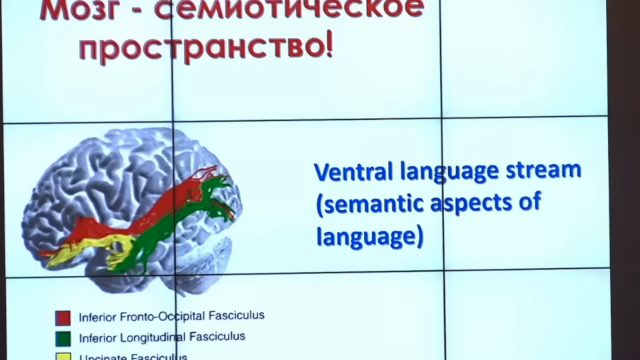 Мозг - семиотическое
пространство!
Ventral language stream
(semantic aspects of
language)
Inferior Fronto-Occipital Fasciculus
Inferior Longitudinal Fasciculus
Uncinate Fasciculus